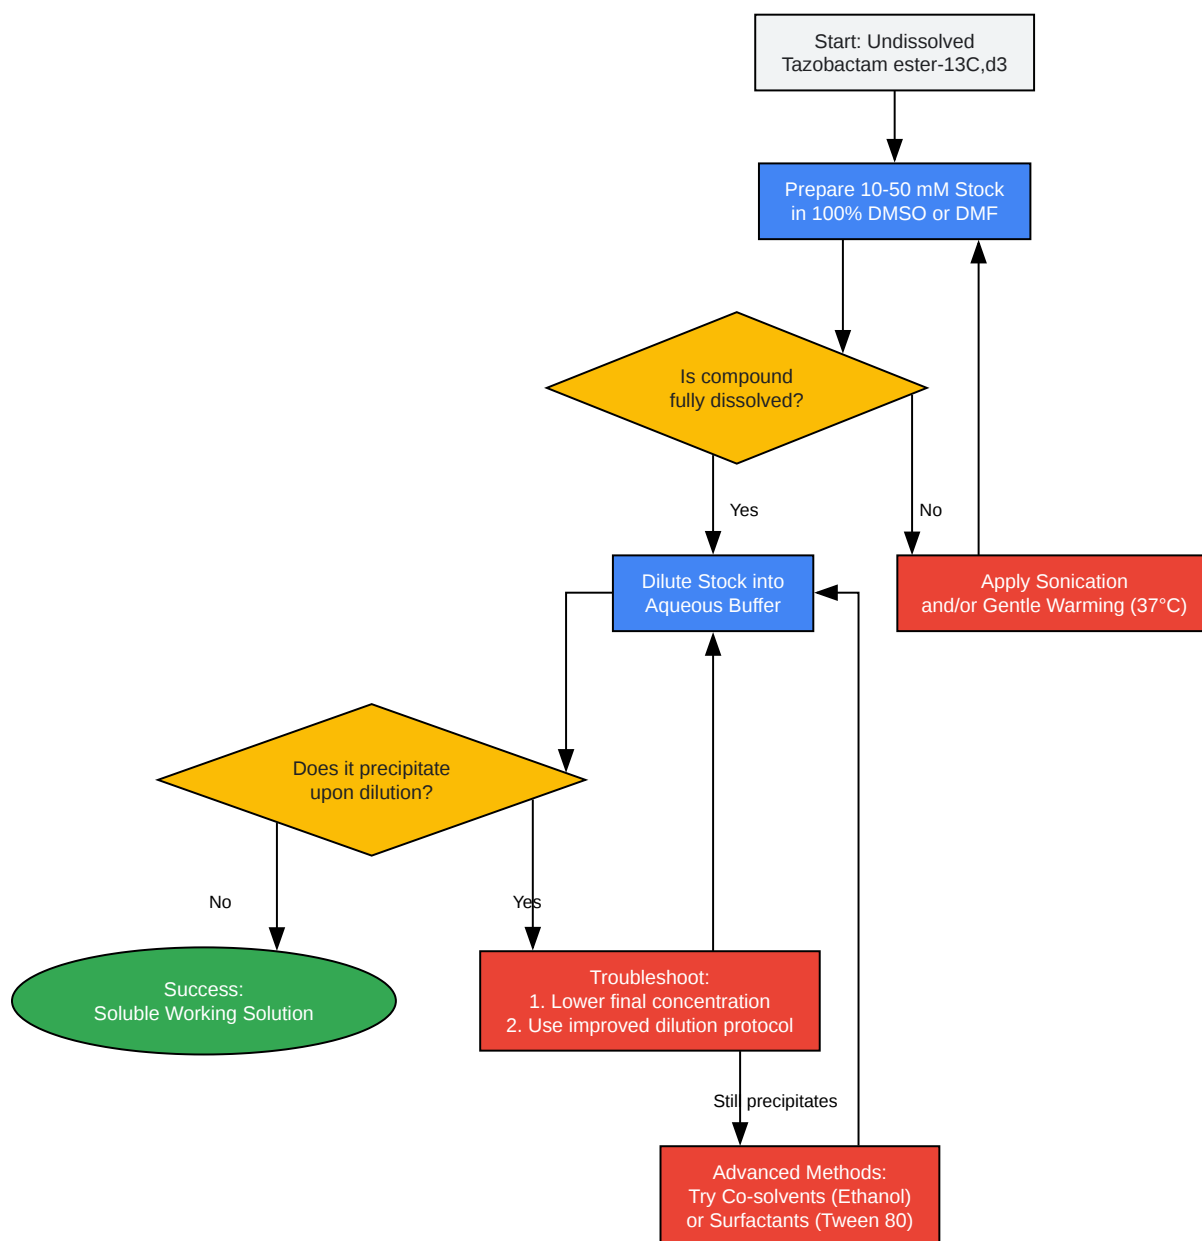 Start: Undissolved
Tazobactam ester-13C,d3
Prepare 10-50 mM Stock
in 100% DMSO or DMF
Is compound
fully dissolved?
Yes
No
Dilute Stock into
Aqueous Buffer
Apply Sonication
and/or Gentle Warming (37°C)
Does it precipitate
upon dilution?
No
Yes
Success:
Soluble Working Solution
Troubleshoot:
1. Lower final concentration
2. Use improved dilution protocol
Still precipitates
Advanced Methods:
Try Co-solvents (Ethanol)
or Surfactants (Tween 80)